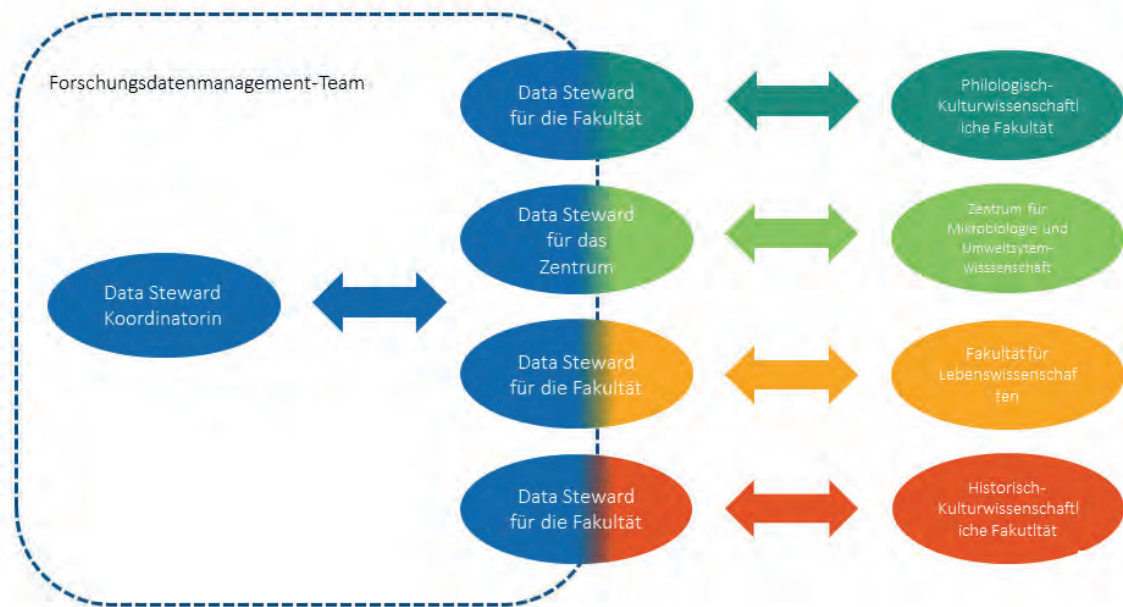 Forschungsdatenmanagement-Team
Data Steward
für die Fakultät
Philologisch-
Kulturwissenschaftl
iche Fakultät
Data Steward
für das
Zentrum
Zentrum für
Mikrobiologie und
Umweltsytem-
Wisssenschaft
Data Steward
Koordinatorin
Data Steward
für die Fakultät
Fakultät für
Lebenswissenschaf
ten
Data Steward
für die Fakultät
Historisch-
Kulturwissenschaftl
iche Fakutltät